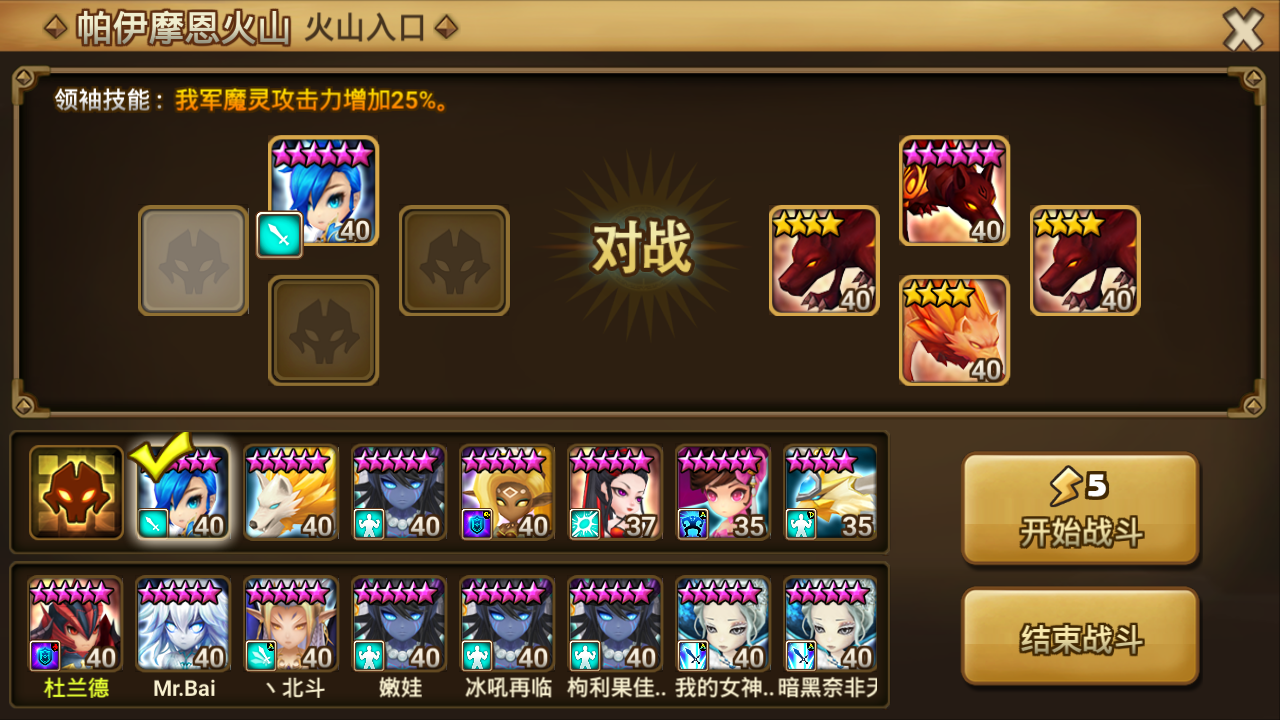 帕伊摩恩火山 火山入口
领袖技能：我军魔灵攻击力增加25%。
40
40
对战
40
40
40
40
40 40 40 37 35 35
5
开始战斗
40 40 40 40 40 40 40 40
结束战斗
杜兰德 Mr.Bai 丶北斗 嫩娃 冰吼再临 枸利果佳.. 我的女神.. 暗黑奈非